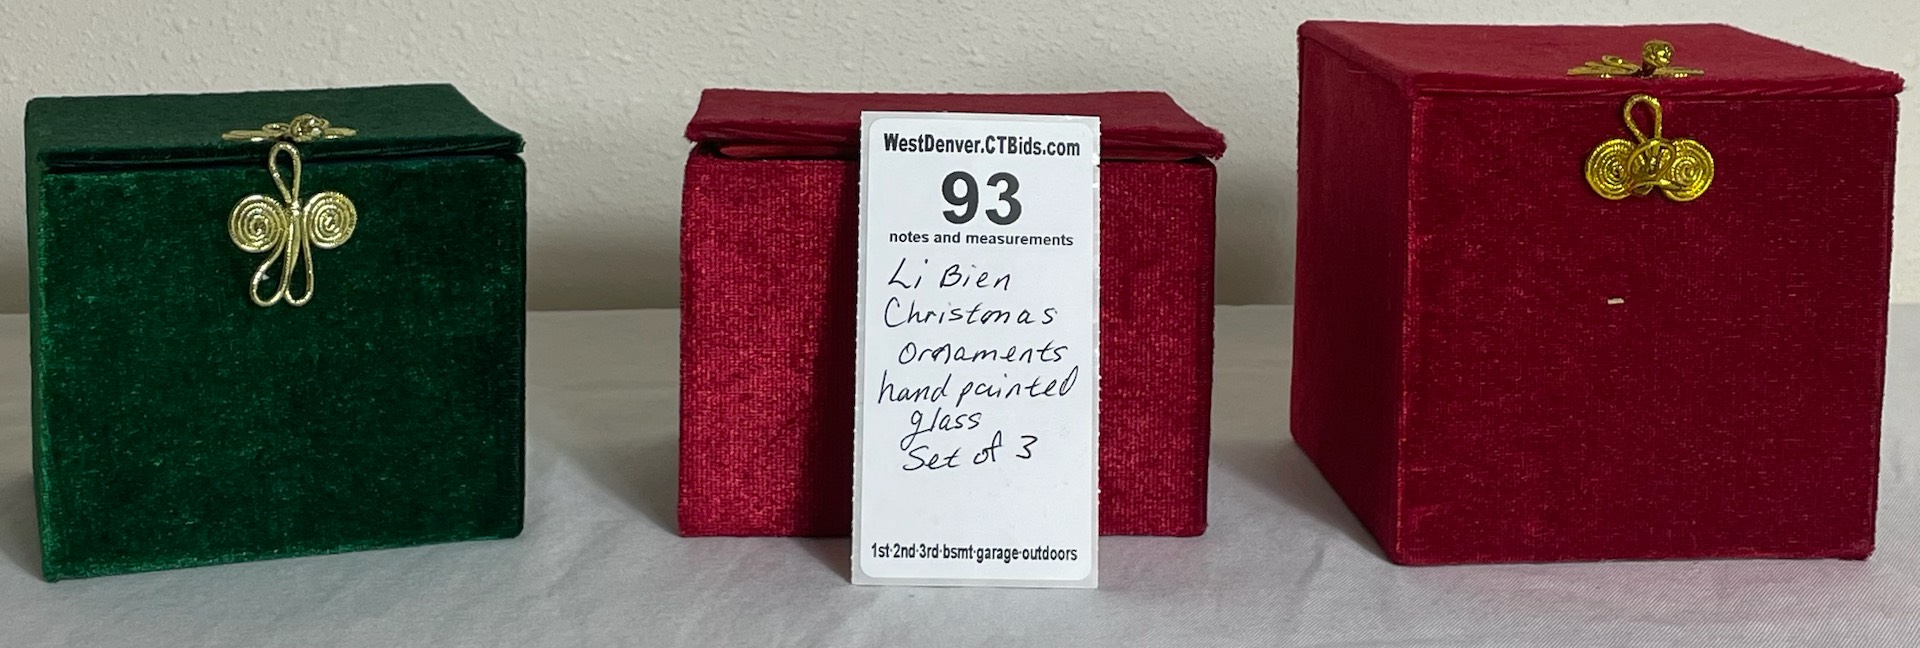 WestDenver.CTBids.com
93
notes and measurements
Li Bien
Christmas
Ornaments
hand painted
glass
Set of 3
1st·2nd·3rd·bsmt·garage·outdoors